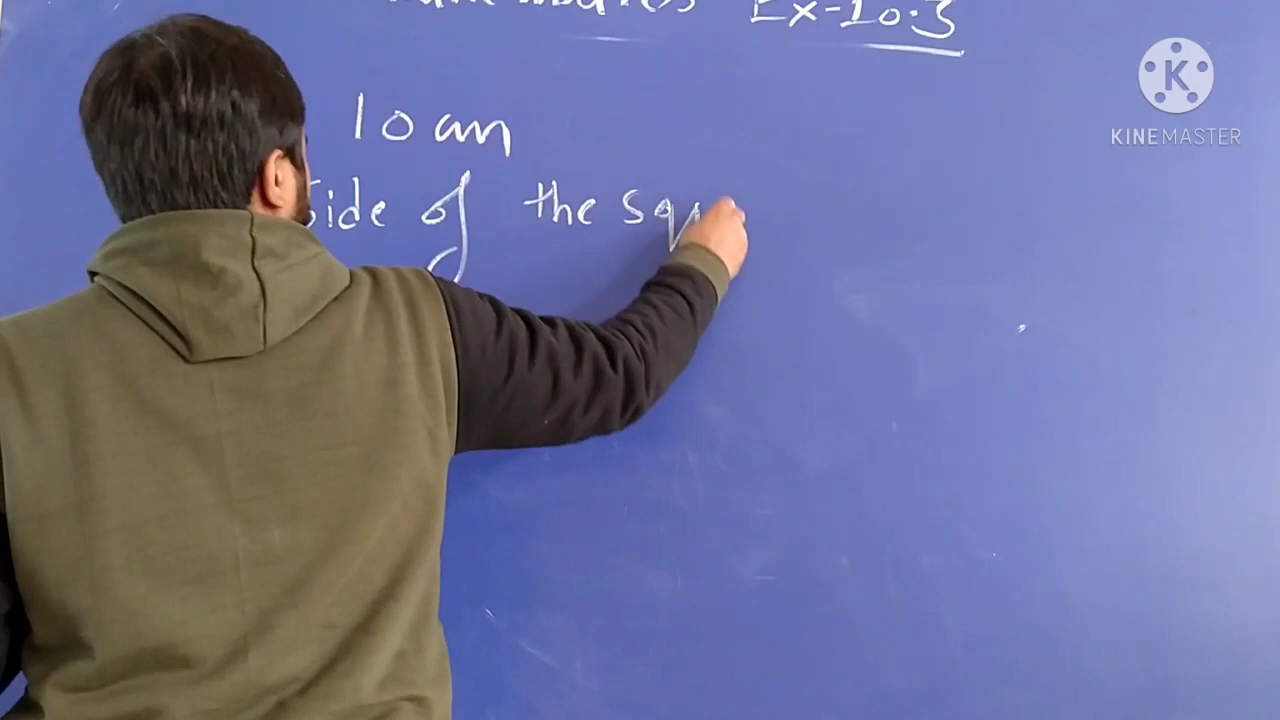 Ex-10.3
10 cm
Side of the squ
K
KINEMASTER